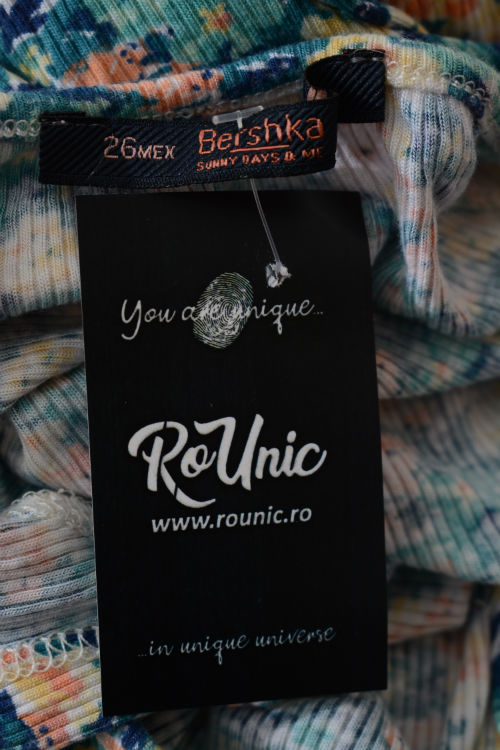 26MEX
Bershka
SUNNY DAYS & ME
You are unique...
RoUnic
www.rounic.ro
...in unique universe